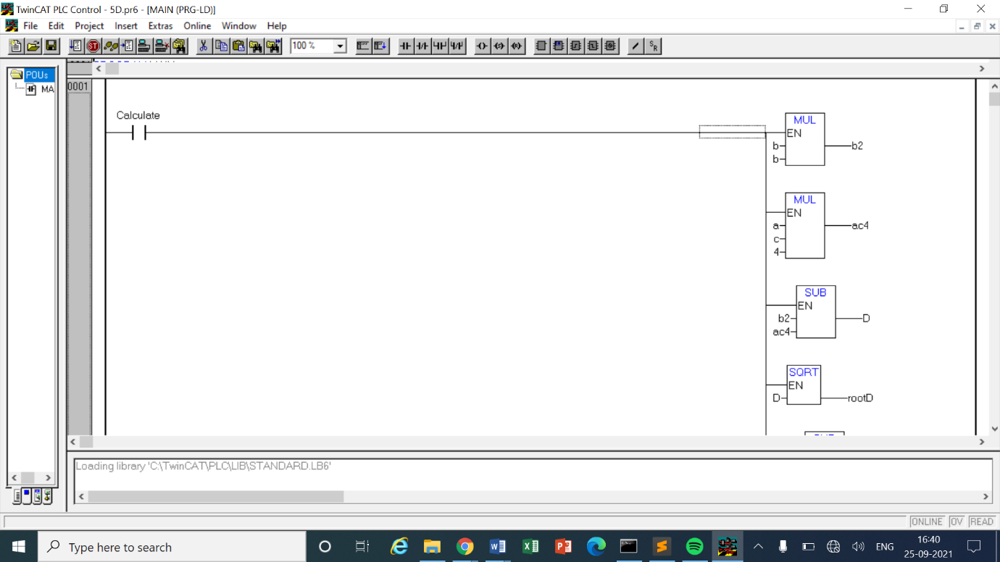 TwinCAT PLC Control - 5D.pr6 - [MAIN (PRG-LD)]
File Edit Project Insert Extras Online Window Help
100 %
POUs
MA
0001
Calculate
MUL
EN
b
b2
b
MUL
EN
a
ac4
c
4
SUB
EN
b2
D
ac4
SQRT
EN
D
rootD
Loading library 'C:\TwinCAT\PLC\LIB\STANDARD.LB6'
ONLINE OV READ
Type here to search
ENG
16:40
25-09-2021